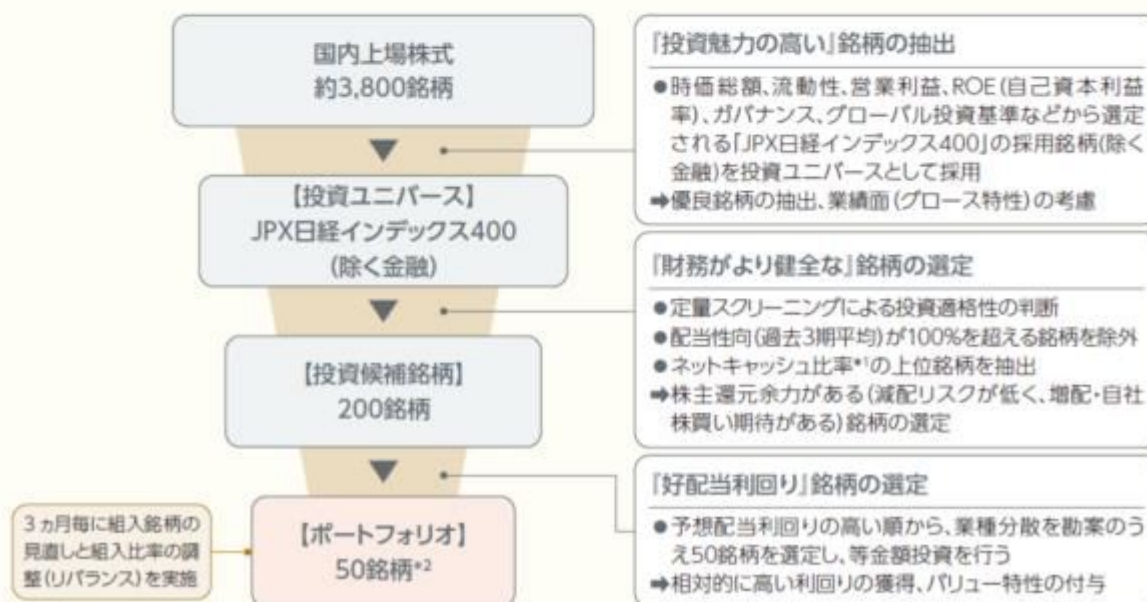 国内上場株式
約3,800銘柄
【投資ユニバース】
JPX日経インデックス400
(除く金融)
【投資候補銘柄】
200銘柄
【ポートフォリオ】
50銘柄*2
3ヵ月毎に組入銘柄の
見直しと組入比率の調
整(リバランス)を実施
『投資魅力の高い』銘柄の抽出
●時価総額、流動性、営業利益、ROE(自己資本利益
率)、ガバナンス、グローバル投資基準などから選定
される「JPX日経インデックス400」の採用銘柄(除く
金融)を投資ユニバースとして採用
➡優良銘柄の抽出、業績面(グロース特性)の考慮
『財務がより健全な』銘柄の選定
●定量スクリーニングによる投資適格性の判断
●配当性向(過去3期平均)が100%を超える銘柄を除外
●ネットキャッシュ比率*1の上位銘柄を抽出
➡株主還元余力がある(減配リスクが低く、増配・自社
株買い期待がある)銘柄の選定
『好配当利回り』銘柄の選定
●予想配当利回りの高い順から、業種分散を勘案のう
え50銘柄を選定し、等金額投資を行う
➡相対的に高い利回りの獲得、バリュー特性の付与